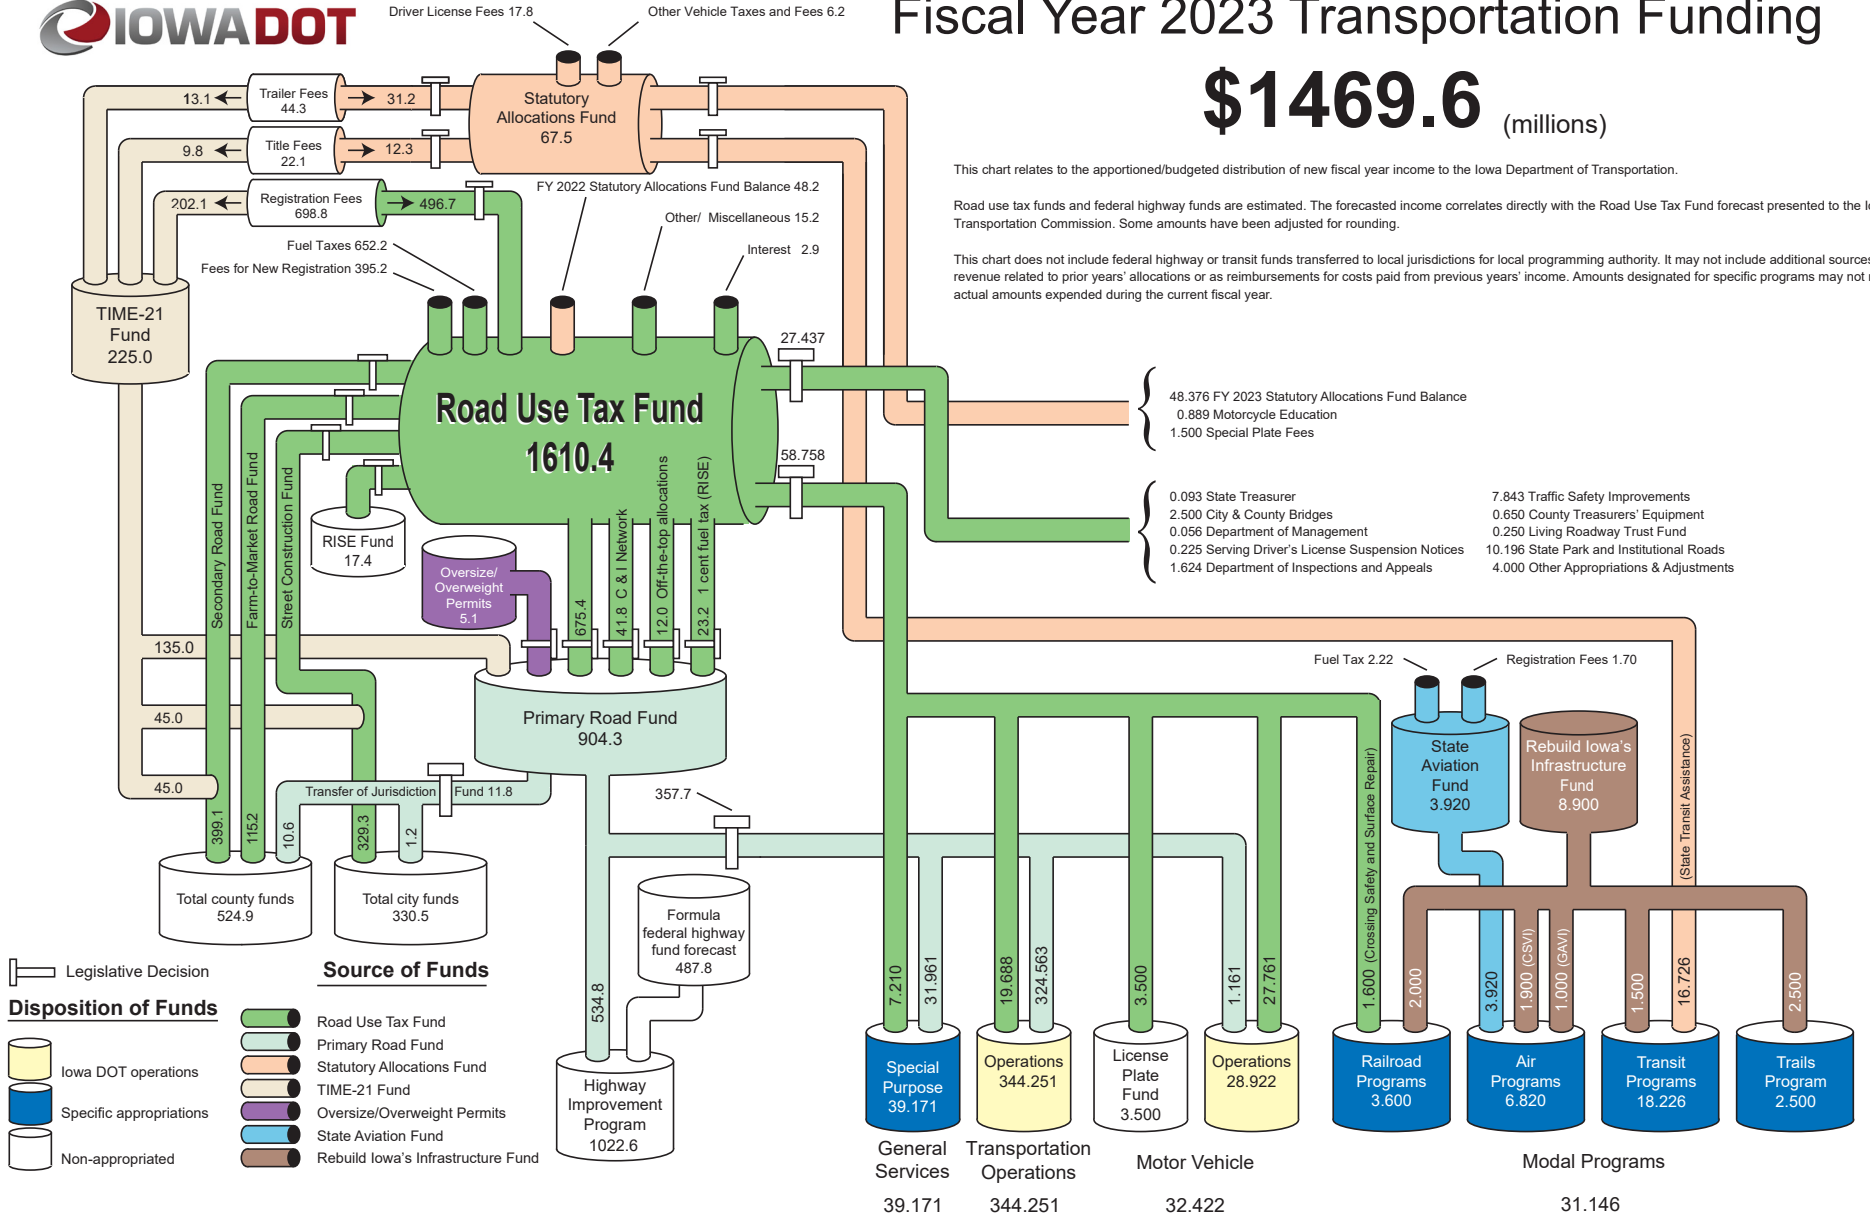 IOWADOT
Fiscal Year 2023 Transportation Funding
$1469.6 (millions)
This chart relates to the apportioned/budgeted distribution of new fiscal year income to the Iowa Department of Transportation.
Road use tax funds and federal highway funds are estimated. The forecasted income correlates directly with the Road Use Tax Fund forecast presented to the
Transportation Commission. Some amounts have been adjusted for rounding.
This chart does not include federal highway or transit funds transferred to local jurisdictions for local programming authority. It may not include additional sources
revenue related to prior years' allocations or as reimbursements for costs paid from previous years' income. Amounts designated for specific programs may not
actual amounts expended during the current fiscal year.
Driver License Fees 17.8
Other Vehicle Taxes and Fees 6.2
13.1
Trailer Fees
44.3
31.2
Statutory
Allocations Fund
67.5
9.8
Title Fees
22.1
12.3
202.1
Registration Fees
698.8
496.7
FY 2022 Statutory Allocations Fund Balance 48.2
Other/ Miscellaneous 15.2
Interest 2.9
Fuel Taxes 652.2
Fees for New Registration 395.2
TIME-21
Fund
225.0
Road Use Tax Fund
1610.4
27.437
58.758
48.376 FY 2023 Statutory Allocations Fund Balance
0.889 Motorcycle Education
1.500 Special Plate Fees
0.093 State Treasurer
2.500 City & County Bridges
0.056 Department of Management
0.225 Serving Driver's License Suspension Notices
1.624 Department of Inspections and Appeals
7.843 Traffic Safety Improvements
0.650 County Treasurers' Equipment
0.250 Living Roadway Trust Fund
10.196 State Park and Institutional Roads
4.000 Other Appropriations & Adjustments
Secondary Road Fund
Farm-to-Market Road Fund
Street Construction Fund
RISE Fund
17.4
Oversize/
Overweight
Permits
5.1
675.4
41.8 C & I Network
12.0 Off-the-top allocations
23.2 1 cent fuel tax (RISE)
135.0
45.0
45.0
Primary Road Fund
904.3
Transfer of Jurisdiction Fund 11.8
399.1
115.2
10.6
329.3
1.2
Total county funds
524.9
Total city funds
330.5
357.7
Formula
federal highway
fund forecast
487.8
534.8
Highway
Improvement
Program
1022.6
Fuel Tax 2.22
Registration Fees 1.70
State
Aviation
Fund
3.920
Rebuild Iowa's
Infrastructure
Fund
8.900
7.210
31.961
19.688
324.563
3.500
1.161
27.761
1.600 (Crossing Safety and Surface Repair)
2.000
3.920
1.900 (CSVI)
1.000 (GAVI)
1.500
16.726
(State Transit Assistance)
2.500
Special
Purpose
39.171
Operations
344.251
License
Plate
Fund
3.500
Operations
28.922
Railroad
Programs
3.600
Air
Programs
6.820
Transit
Programs
18.226
Trails
Program
2.500
General
Services
39.171
Transportation
Operations
344.251
Motor Vehicle
32.422
Modal Programs
31.146
Legislative Decision
Disposition of Funds
Iowa DOT operations
Specific appropriations
Non-appropriated
Source of Funds
Road Use Tax Fund
Primary Road Fund
Statutory Allocations Fund
TIME-21 Fund
Oversize/Overweight Permits
State Aviation Fund
Rebuild Iowa's Infrastructure Fund